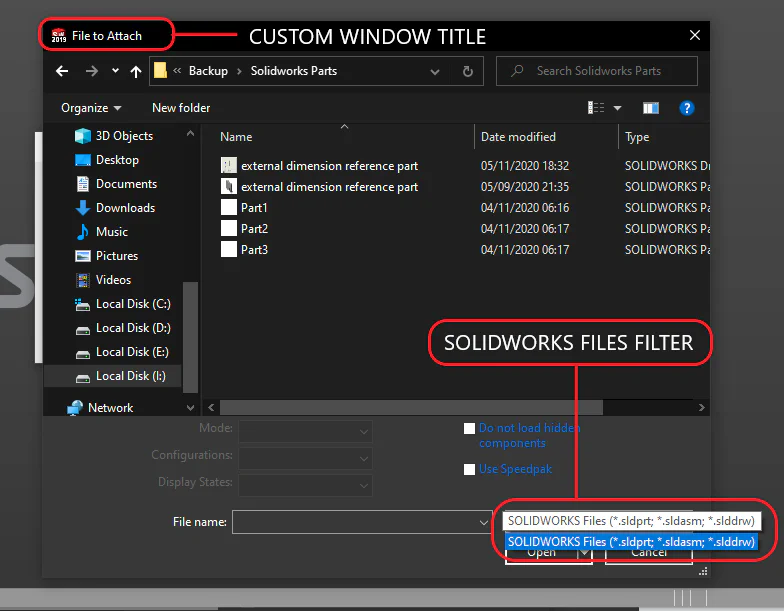 2019 File to Attach
CUSTOM WINDOW TITLE
Backup Solidworks Parts
Search Solidworks Parts
Organize New folder
3D Objects
Desktop
Documents
Downloads
Music
Pictures
Videos
Local Disk (C:)
Local Disk (D:)
Local Disk (E:)
Local Disk (I:)
Network
Name Date modified Type
external dimension reference part 05/11/2020 18:32 SOLIDWORKS Dr
external dimension reference part 05/09/2020 21:35 SOLIDWORKS Pa
Part1 04/11/2020 06:16 SOLIDWORKS Pa
Part2 04/11/2020 06:17 SOLIDWORKS Pa
Part3 04/11/2020 06:17 SOLIDWORKS Pa
SOLIDWORKS FILES FILTER
Mode:
Configurations:
Display States:
Do not load hidden
components
Use Speedpak
File name:
SOLIDWORKS Files (*.sldprt; *.sldasm; *.slddrw)
SOLIDWORKS Files (*.sldprt; *.sldasm; *.slddrw)
Open Cancel